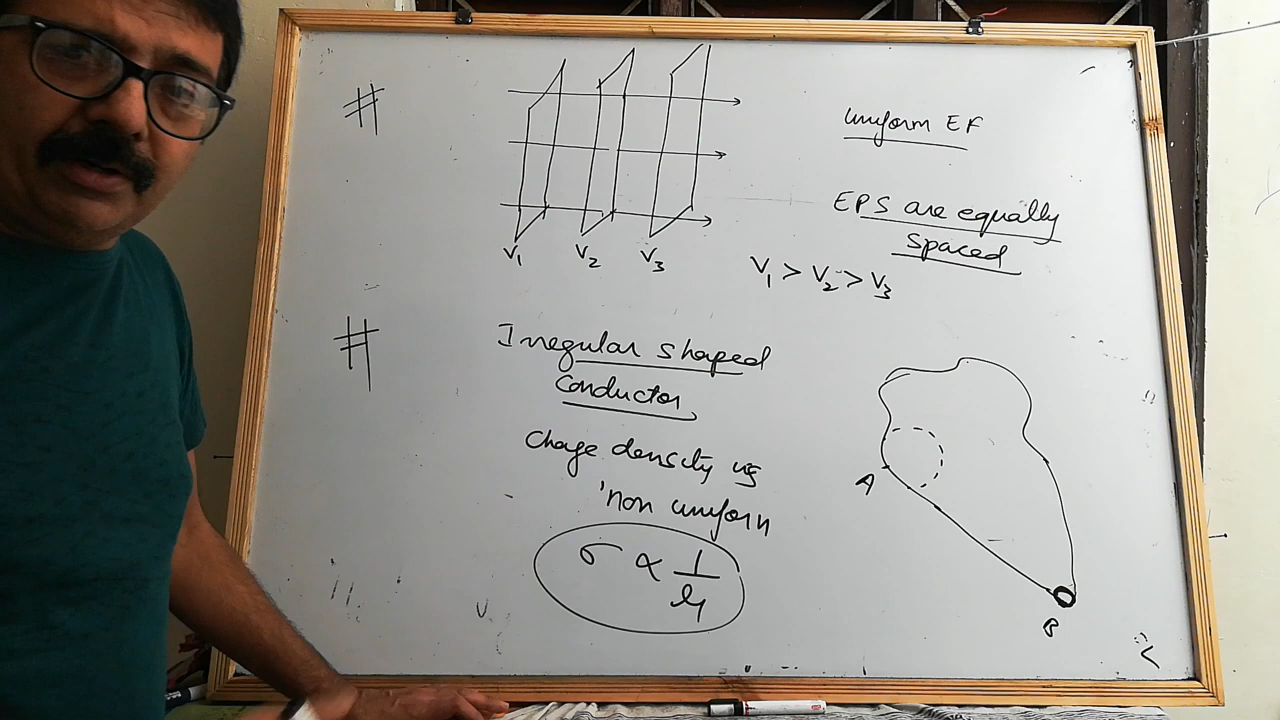 #
Uniform EF
EPS are equally
spaced
V₁ V₂ V₃
V₁ > V₂ > V₃
#
Irregular shaped
conductor
Chage density is
non uniform
σ ∝ 1/r
A
B